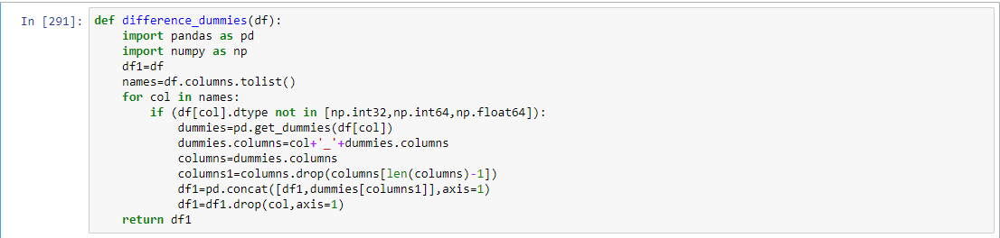 In [291]: def difference_dummies(df):
    import pandas as pd
    import numpy as np
    df1=df
    names=df.columns.tolist()
    for col in names:
        if (df[col].dtype not in [np.int32,np.int64,np.float64]):
            dummies=pd.get_dummies(df[col])
            dummies.columns=col+'_'+dummies.columns
            columns=dummies.columns
            columns1=columns.drop(columns[len(columns)-1])
            df1=pd.concat([df1,dummies[columns1]],axis=1)
            df1=df1.drop(col,axis=1)
    return df1